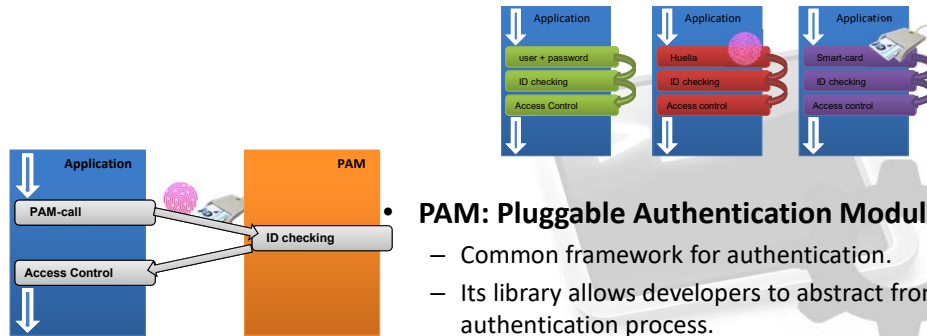 Application
user + password
ID checking
Access Control
Application
Huella
ID checking
Access control
Application
Smart-card
ID checking
Access control
Application
PAM-call
Access Control
PAM
ID checking
• PAM: Pluggable Authentication Modul
– Common framework for authentication.
– Its library allows developers to abstract from
authentication process.